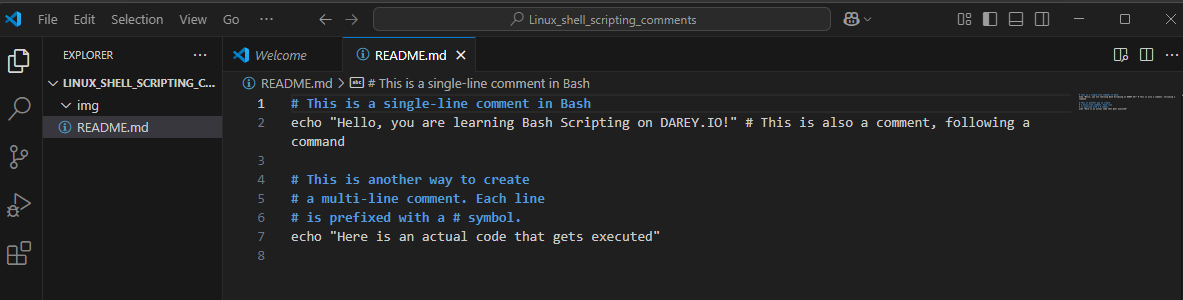 File Edit Selection View Go ··· Linux_shell_scripting_comments
EXPLORER ···
LINUX_SHELL_SCRIPTING_C...
img
README.md
Welcome README.md
README.md > # This is a single-line comment in Bash
1 # This is a single-line comment in Bash
2 echo "Hello, you are learning Bash Scripting on DAREY.IO!" # This is also a comment, following a
command
3
4 # This is another way to create
5 # a multi-line comment. Each line
6 # is prefixed with a # symbol.
7 echo "Here is an actual code that gets executed"
8